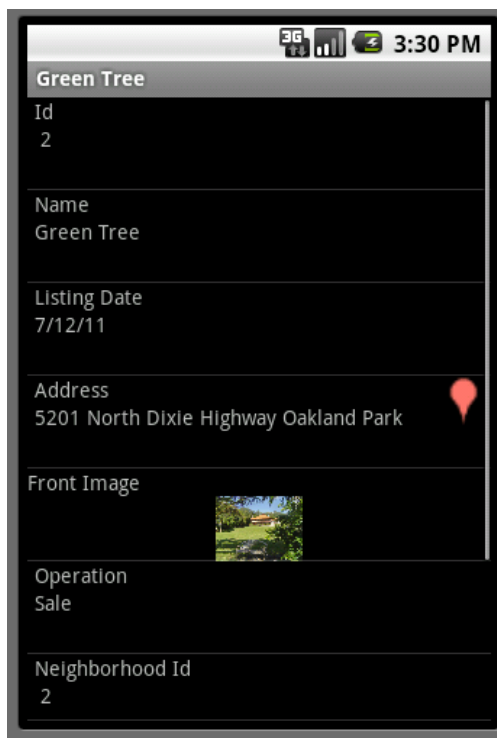 3G 3:30 PM
Green Tree
Id
2
Name
Green Tree
Listing Date
7/12/11
Address
5201 North Dixie Highway Oakland Park
Front Image
Operation
Sale
Neighborhood Id
2